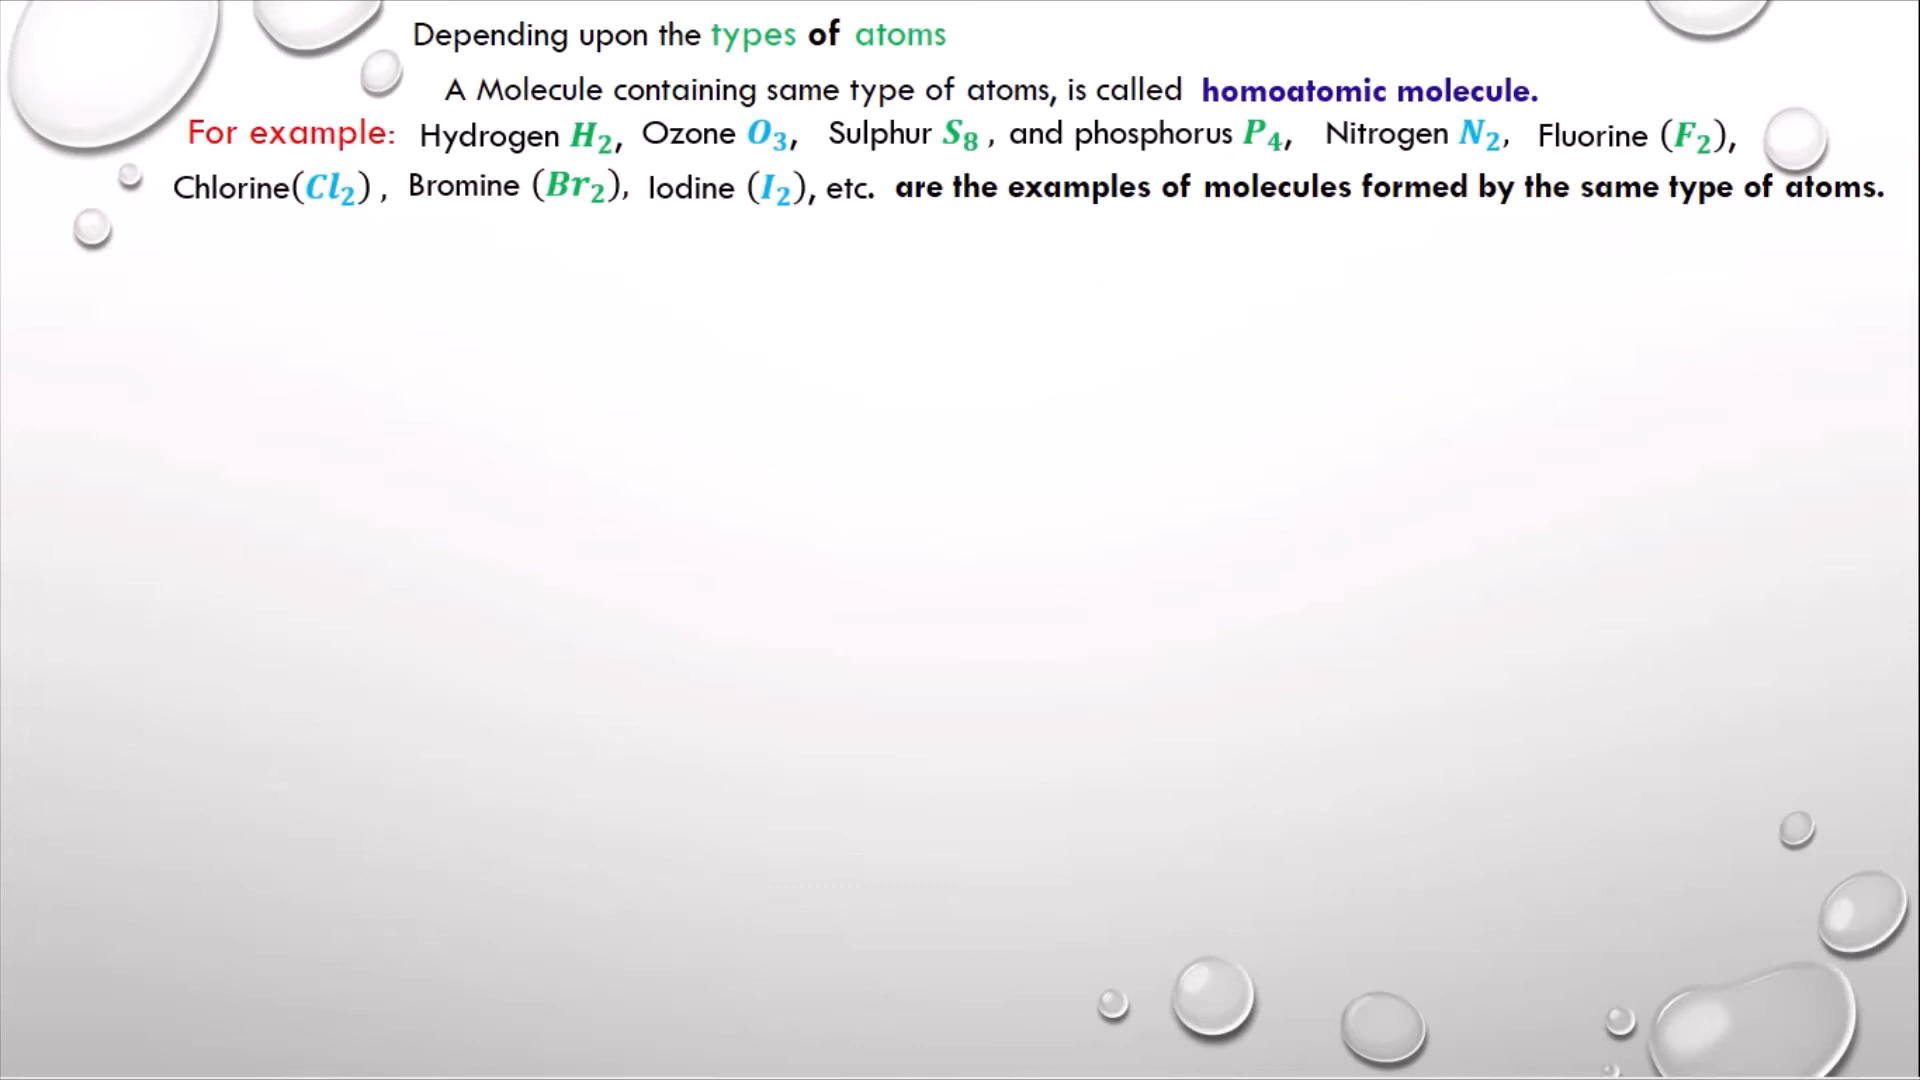 Depending upon the types of atoms
A Molecule containing same type of atoms, is called homoatomic molecule.
For example: Hydrogen H₂, Ozone O₃, Sulphur S₈ , and phosphorus P₄, Nitrogen N₂, Fluorine (F₂),
Chlorine(Cl₂) , Bromine (Br₂), Iodine (I₂), etc. are the examples of molecules formed by the same type of atoms.